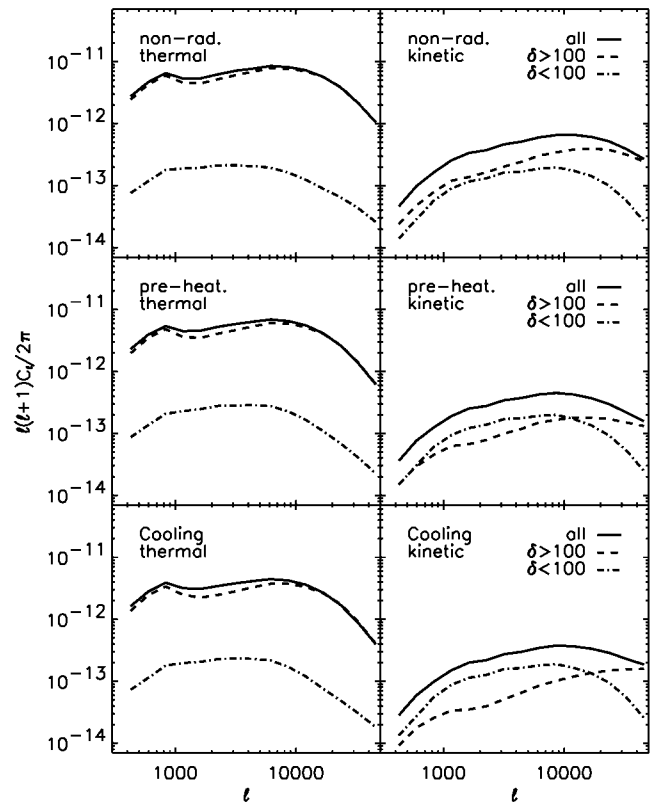 non-rad.
thermal
10⁻¹¹
10⁻¹²
10⁻¹³
10⁻¹⁴
non-rad.
kinetic
all
δ>100
δ<100
pre-heat.
thermal
10⁻¹¹
10⁻¹²
10⁻¹³
10⁻¹⁴
pre-heat.
kinetic
all
δ>100
δ<100
ℓ(ℓ+1)Cℓ/2π
Cooling
thermal
10⁻¹¹
10⁻¹²
10⁻¹³
10⁻¹⁴
Cooling
kinetic
all
δ>100
δ<100
1000 10000 1000 10000
ℓ ℓ